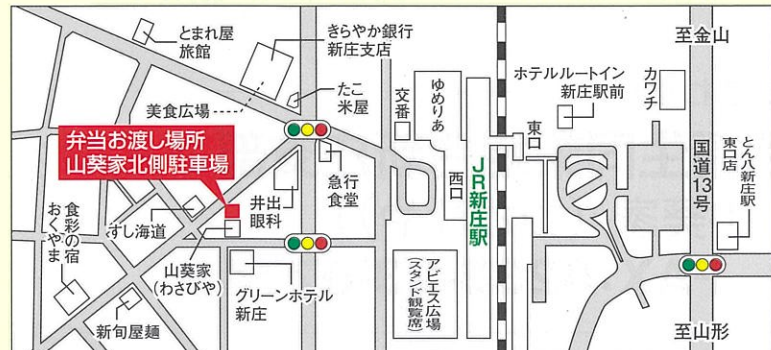 とまれ屋
旅館
きらやか銀行
新庄支店
たこ
米屋
美食広場
弁当お渡し場所
山葵家北側駐車場
急行
食堂
井出
眼科
すし海道
食彩の宿
おくやま
山葵家
(わさびや)
グリーンホテル
新庄
新旬屋麺
交番
ゆめりあ
西口
JR新庄駅
東口
アビエス広場
(スタンド観覧席)
ホテルルートイン
新庄駅前
カワチ
至金山
国道13号
とん八新庄駅
東口店
至山形